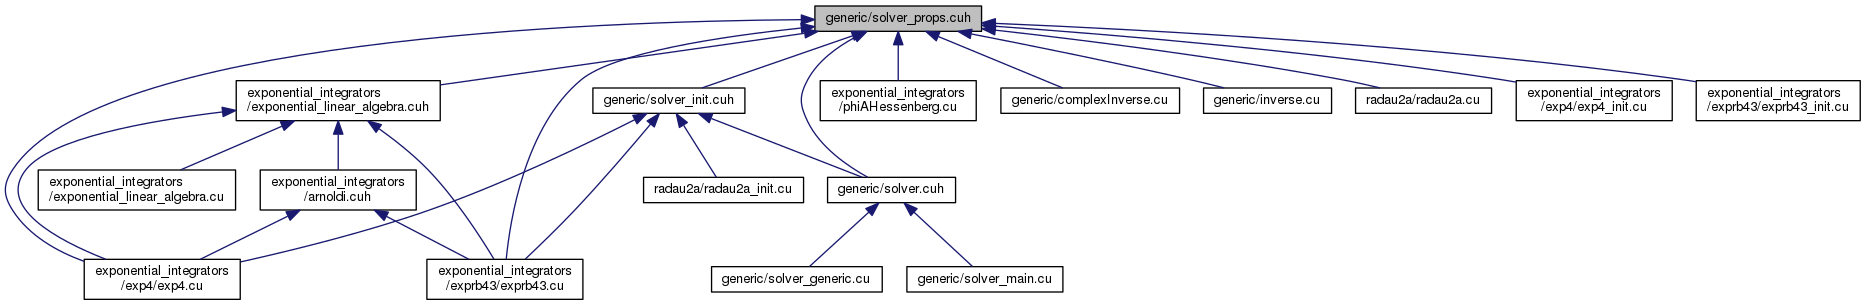 generic/solver_props.cuh
exponential_integrators
/exponential_linear_algebra.cuh
generic/solver_init.cuh
exponential_integrators
/phiAHessenberg.cu
generic/complexInverse.cu
generic/inverse.cu
radau2a/radau2a.cu
exponential_integrators
/exp4/exp4_init.cu
exponential_integrators
/exprb43/exprb43_init.cu
exponential_integrators
/exponential_linear_algebra.cu
exponential_integrators
/arnoldi.cuh
radau2a/radau2a_init.cu
generic/solver.cuh
exponential_integrators
/exp4/exp4.cu
exponential_integrators
/exprb43/exprb43.cu
generic/solver_generic.cu
generic/solver_main.cu